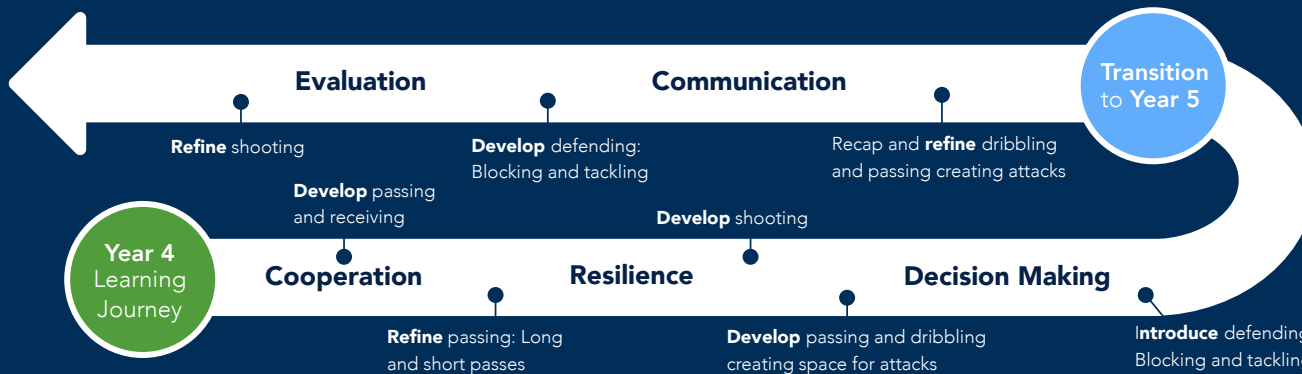 Evaluation
Communication
Transition
to Year 5
Refine shooting
Develop defending:
Blocking and tackling
Recap and refine dribbling
and passing creating attacks
Develop passing
and receiving
Develop shooting
Year 4
Learning
Journey
Cooperation
Resilience
Decision Making
Refine passing: Long
and short passes
Develop passing and dribbling
creating space for attacks
Introduce defending
Blocking and tackling